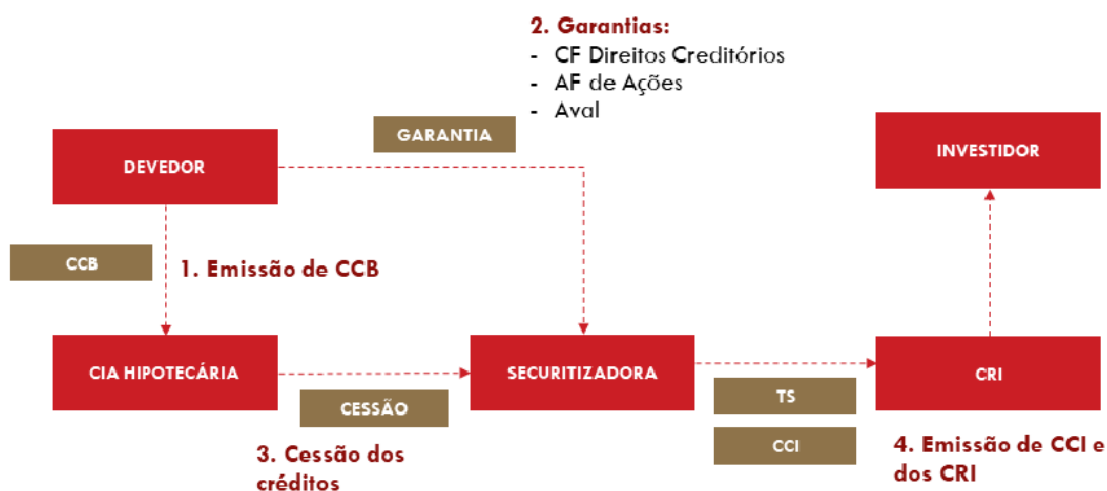 2. Garantias:
- CF Direitos Creditórios
- AF de Ações
- Aval
GARANTIA
DEVEDOR
INVESTIDOR
CCB
1. Emissão de CCB
CIA HIPOTECÁRIA
SECURITIZADORA
CRI
CESSÃO
TS
CCI
3. Cessão dos
créditos
4. Emissão de CCI e
dos CRI